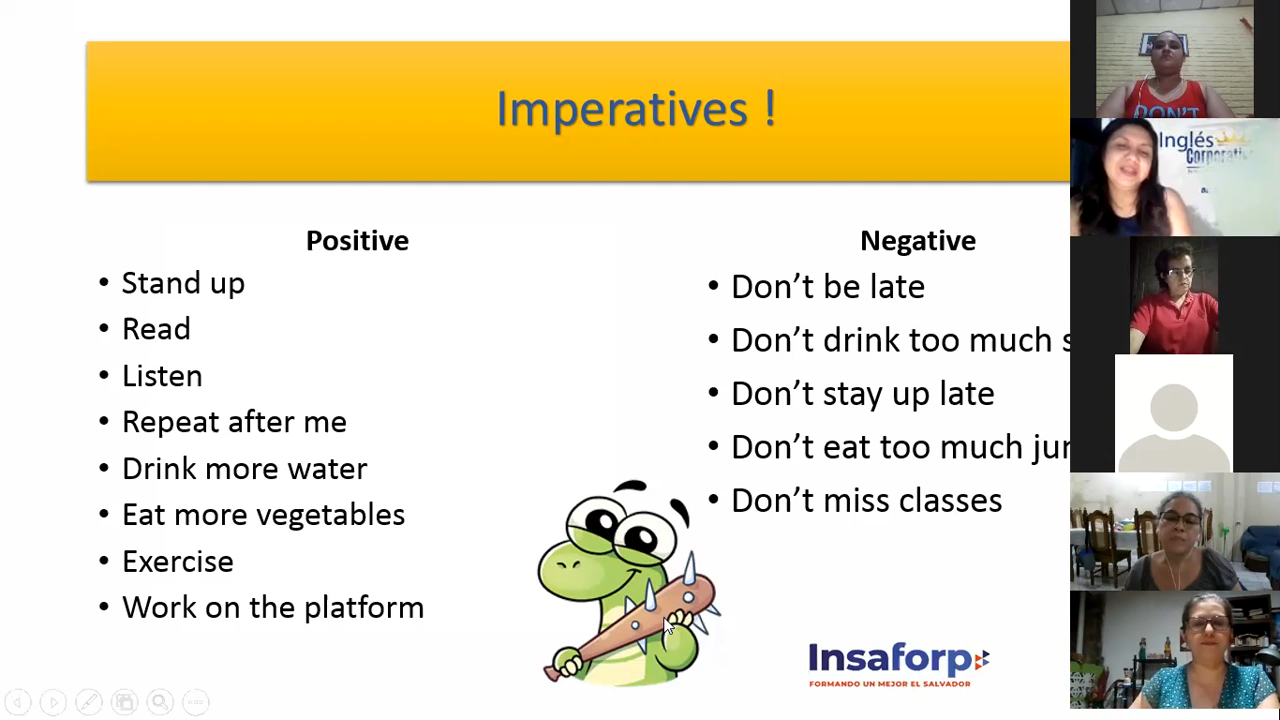 Imperatives !
Positive
Stand up
Read
Listen
Repeat after me
Drink more water
Eat more vegetables
Exercise
Work on the platform
Negative
Don't be late
Don't drink too much
Don't stay up late
Don't eat too much
Don't miss classes
Insaforp
FORMANDO UN MEJOR EL SALVADOR
DON'T
Inglés